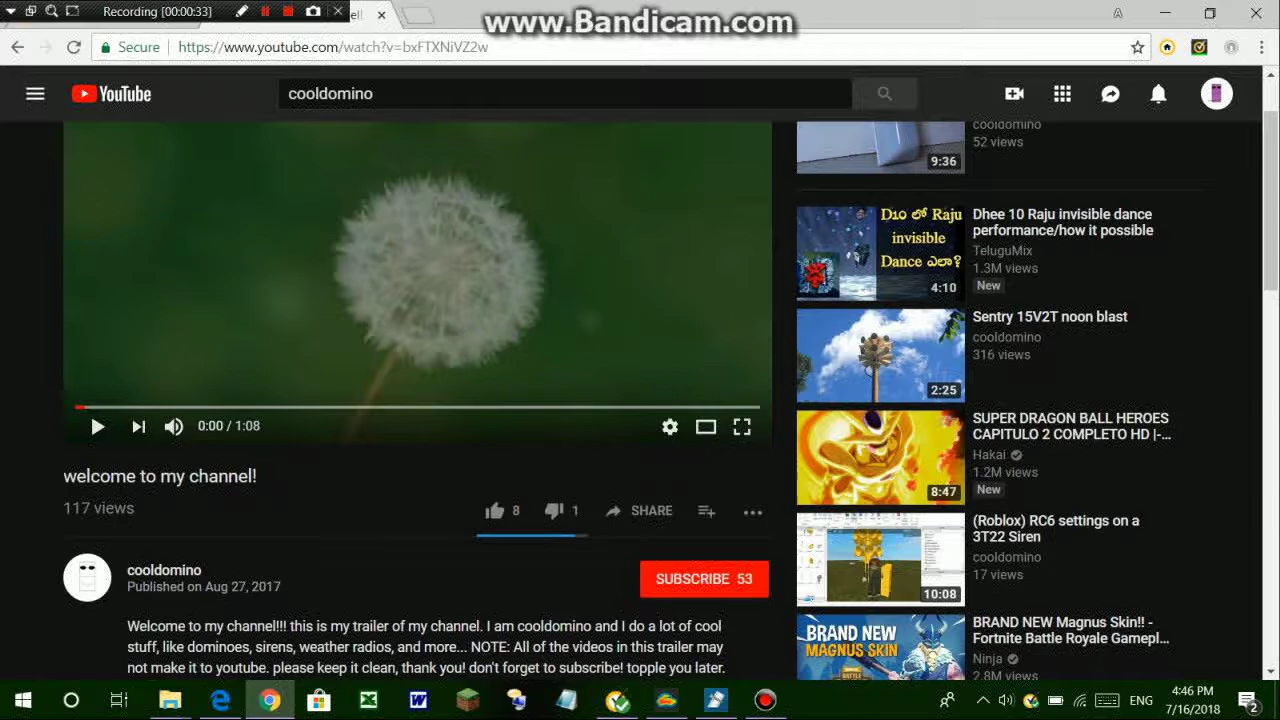 Recording [00:00:33]
www.Bandicam.com
Secure https://www.youtube.com/watch?v=bxFTXNiVZ2w
YouTube
cooldomino
welcome to my channel!
117 views
8
1
SHARE
0:00 / 1:08
cooldomino
Published on Aug 27, 2017
SUBSCRIBE 53
Welcome to my channel!!! this is my trailer of my channel. I am cooldomino and I do a lot of cool
stuff, like dominoes, sirens, weather radios, and more... NOTE: All of the videos in this trailer may
not make it to youtube. please keep it clean, thank you! don't forget to subscribe! topple you later.
cooldomino
52 views
9:36
D10 లో Raju
invisible
Dance ఎలా?
4:10
Dhee 10 Raju invisible dance
performance/how it possible
TeluguMix
1.3M views
New
2:25
Sentry 15V2T noon blast
cooldomino
316 views
8:47
SUPER DRAGON BALL HEROES
CAPITULO 2 COMPLETO HD |-...
Hakai
1.2M views
New
10:08
(Roblox) RC6 settings on a
3T22 Siren
cooldomino
17 views
BRAND NEW
MAGNUS SKIN
BRAND NEW Magnus Skin!! -
Fortnite Battle Royale Gamepl...
Ninja
2.8M views
ENG
4:46 PM
7/16/2018
2